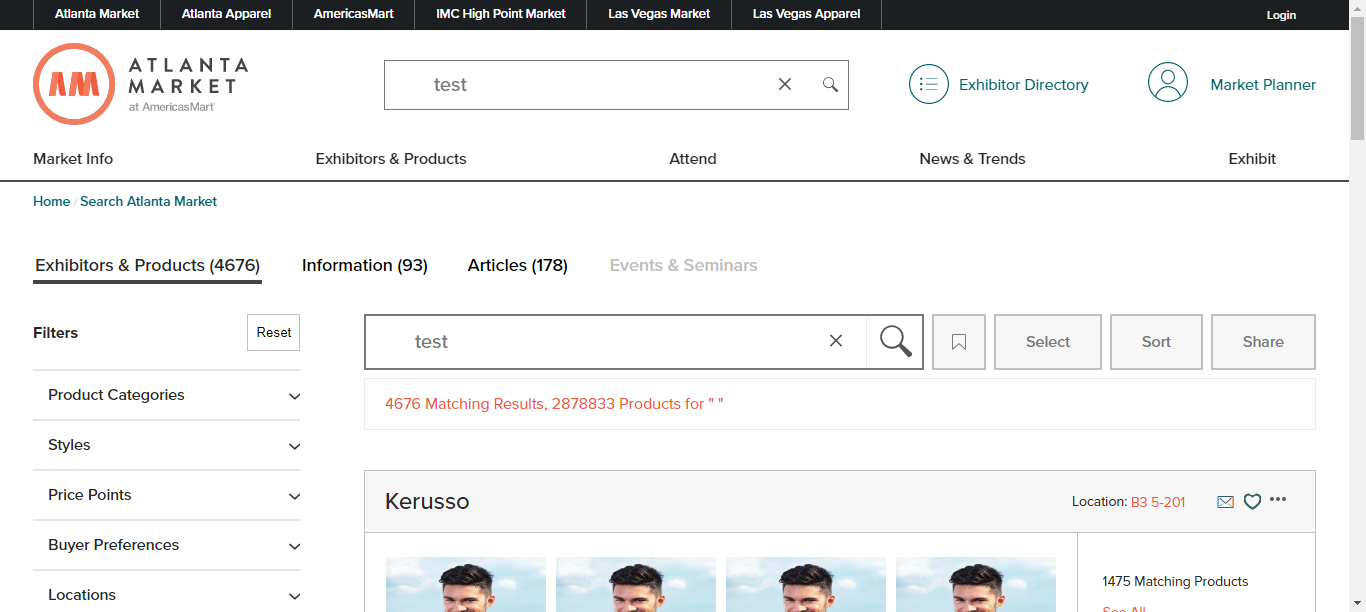 Atlanta Market Atlanta Apparel AmericasMart IMC High Point Market Las Vegas Market Las Vegas Apparel Login
ATLANTA
MARKET
at AmericasMart
test
Exhibitor Directory
Market Planner
Market Info Exhibitors & Products Attend News & Trends Exhibit
Home / Search Atlanta Market
Exhibitors & Products (4676) Information (93) Articles (178) Events & Seminars
Filters Reset
test
Select Sort Share
Product Categories
4676 Matching Results, 2878833 Products for " "
Styles
Price Points
Kerusso Location: B3 5-201
Buyer Preferences
1475 Matching Products
Locations
See All